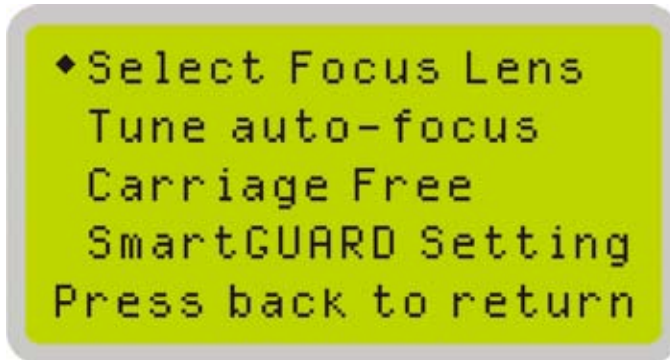 ◆Select Focus Lens
Tune auto-focus
Carriage Free
SmartGUARD Setting
Press back to return